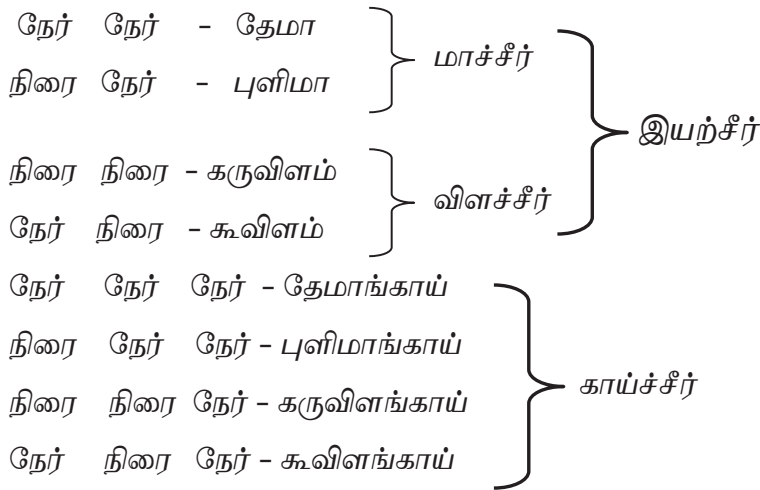 நேர் நேர் - தேமா
நிரை நேர் - புளிமா
மாச்சீர்
நிரை நிரை - கருவிளம்
நேர் நிரை - கூவிளம்
விளச்சீர்
இயற்சீர்
நேர் நேர் நேர் - தேமாங்காய்
நிரை நேர் நேர் - புளிமாங்காய்
நிரை நிரை நேர் - கருவிளங்காய்
நேர் நிரை நேர் - கூவிளங்காய்
காய்ச்சீர்